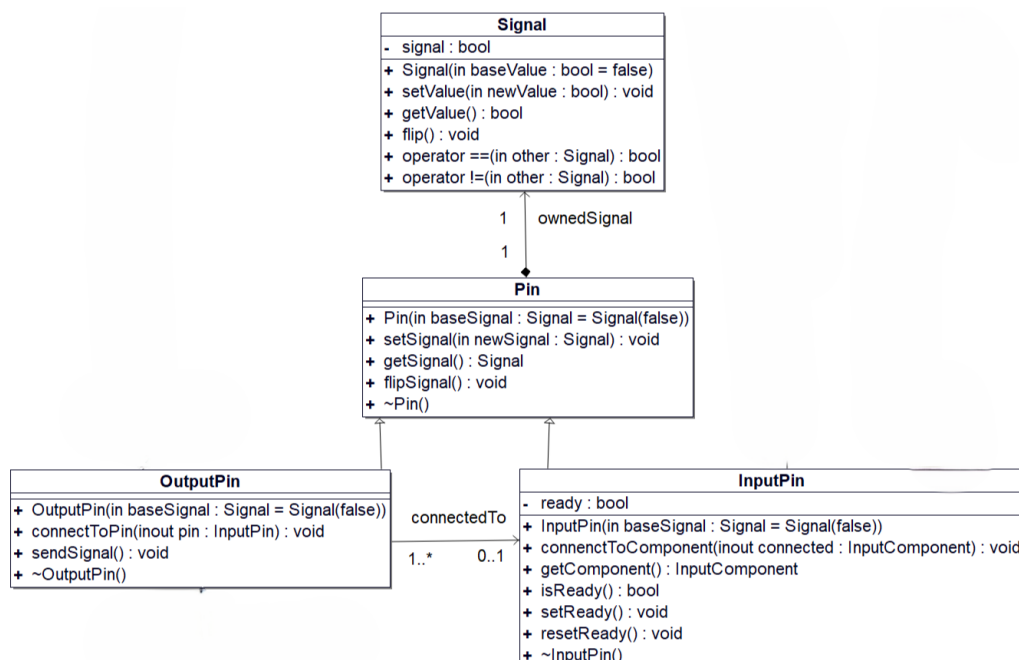 Signal
- signal : bool
+ Signal(in baseValue : bool = false)
+ setValue(in newValue : bool) : void
+ getValue() : bool
+ flip() : void
+ operator ==(in other : Signal) : bool
+ operator !=(in other : Signal) : bool
1 ownedSignal
1
Pin
+ Pin(in baseSignal : Signal = Signal(false))
+ setSignal(in newSignal : Signal) : void
+ getSignal() : Signal
+ flipSignal() : void
+ ~Pin()
OutputPin
+ OutputPin(in baseSignal : Signal = Signal(false))
+ connectToPin(inout pin : InputPin) : void
+ sendSignal() : void
+ ~OutputPin()
connectedTo
1..* 0..1
InputPin
- ready : bool
+ InputPin(in baseSignal : Signal = Signal(false))
+ connenctToComponent(inout connected : InputComponent) : void
+ getComponent() : InputComponent
+ isReady() : bool
+ setReady() : void
+ resetReady() : void
+ ~InputPin()